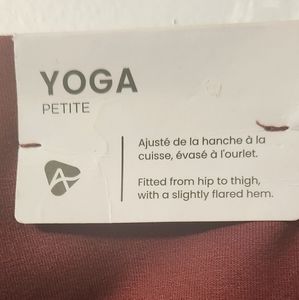 YOGA
PETITE
Ajusté de la hanche à la
cuisse, évasé à l'ourlet.
Fitted from hip to thigh,
with a slightly flared hem.